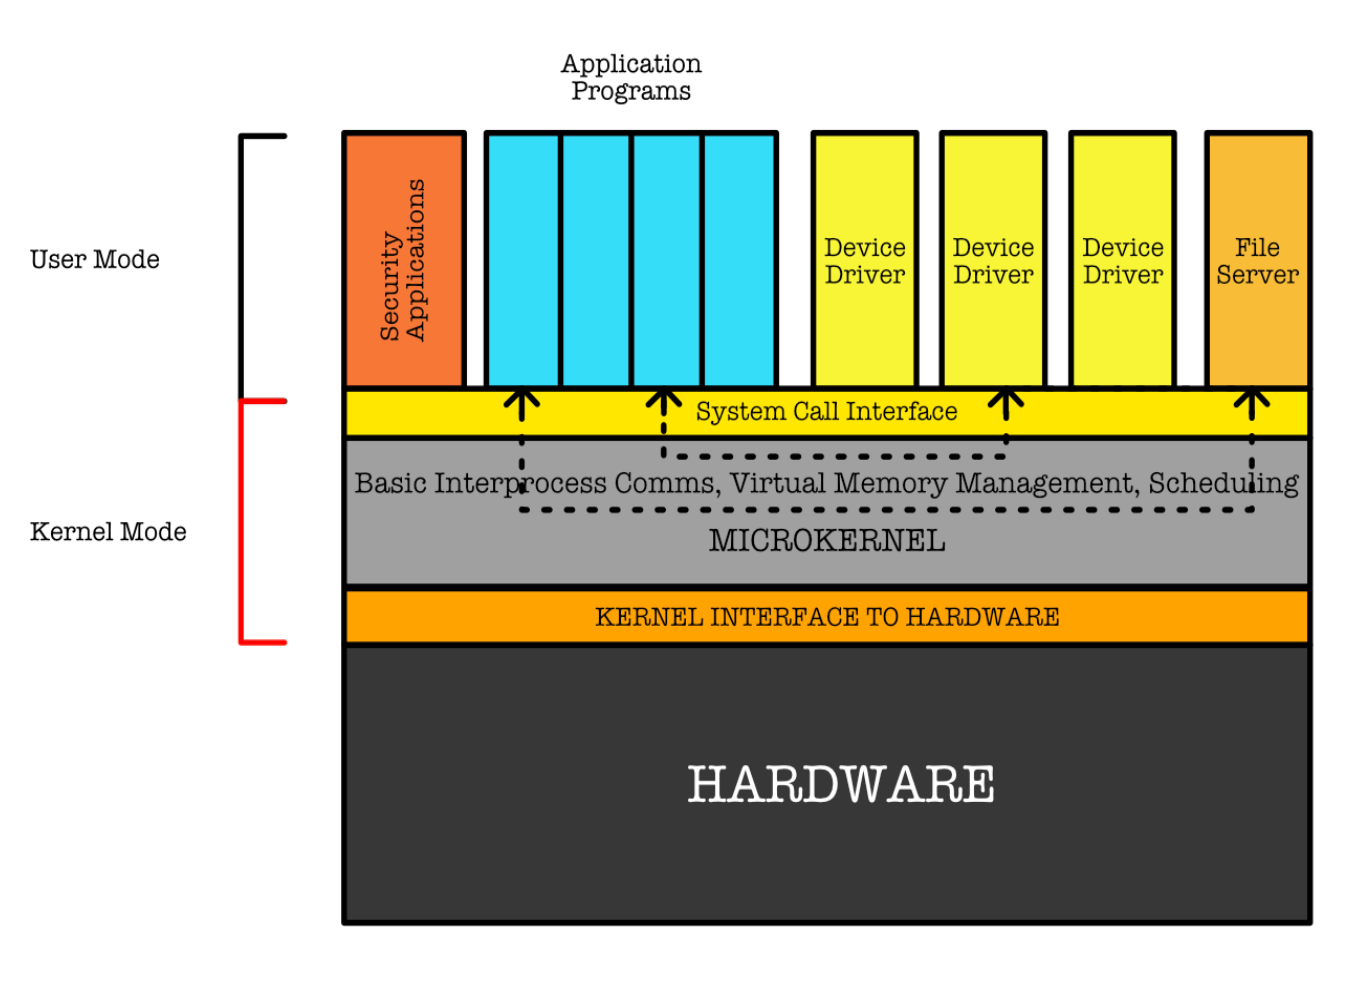 Application
Programs
User Mode
Security
Applications
Device
Driver
Device
Driver
Device
Driver
File
Server
System Call Interface
Kernel Mode
Basic Interprocess Comms, Virtual Memory Management, Scheduling
MICROKERNEL
KERNEL INTERFACE TO HARDWARE
HARDWARE